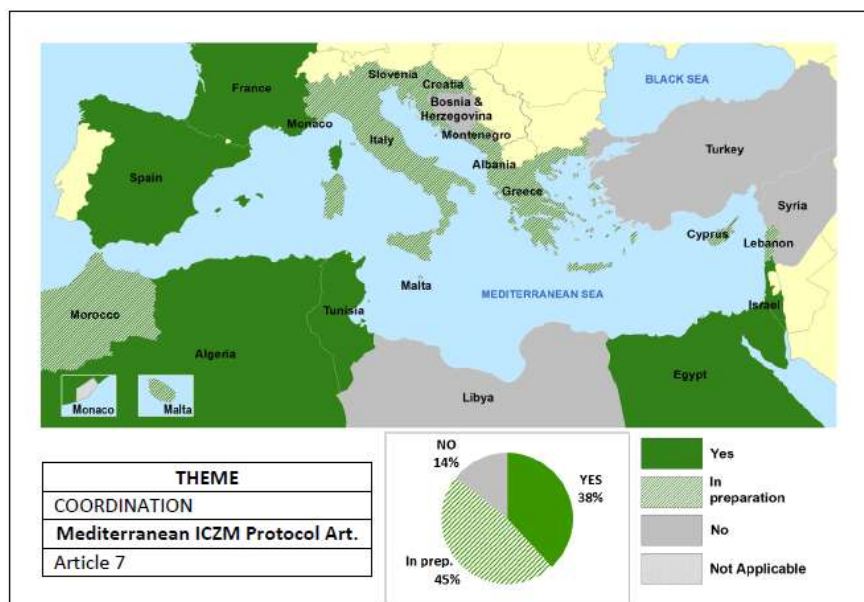 BLACK SEA
Slovenia
Croatia
France
Bosnia &
Herzegovina
Monaco
Italy
Montenegro
Turkey
Spain
Albania
Greece
Syria
Cyprus
Lebanon
Malta
MEDITERRANEAN SEA
Morocco
Tunisia
Israel
Algeria
Egypt
Libya
Monaco
Malta
THEME
COORDINATION
Mediterranean ICZM Protocol Art.
Article 7
NO
14%
YES
38%
In prep.
45%
Yes
In
preparation
No
Not Applicable